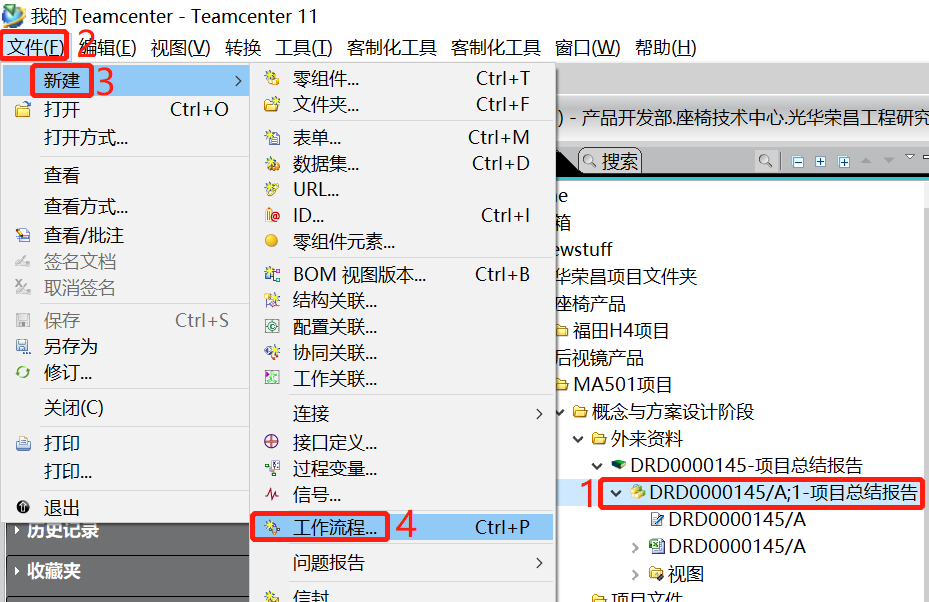 我的 Teamcenter - Teamcenter 11
文件(F) 2 编辑(E) 视图(V) 转换 工具(T) 客制化工具 客制化工具 窗口(W) 帮助(H)
新建 3
打开 Ctrl+O
打开方式...
查看
查看方式...
查看/批注
签名文档
取消签名
保存 Ctrl+S
另存为
修订...
关闭(C)
打印
打印...
退出
历史记录
收藏夹
零组件... Ctrl+T
文件夹... Ctrl+F
表单... Ctrl+M
数据集... Ctrl+D
URL...
ID... Ctrl+I
零组件元素...
BOM 视图版本... Ctrl+B
结构关联...
配置关联...
协同关联...
工作关联...
连接
接口定义...
过程变量...
信号...
工作流程... 4 Ctrl+P
问题报告
信封
) - 产品开发部.座椅技术中心.光华荣昌工程研究
搜索
me
箱
ewstuff
华荣昌项目文件夹
座椅产品
福田H4项目
后视镜产品
MA501项目
概念与方案设计阶段
外来资料
DRD0000145-项目总结报告
1 DRD0000145/A;1-项目总结报告
DRD0000145/A
DRD0000145/A
视图
项目文件